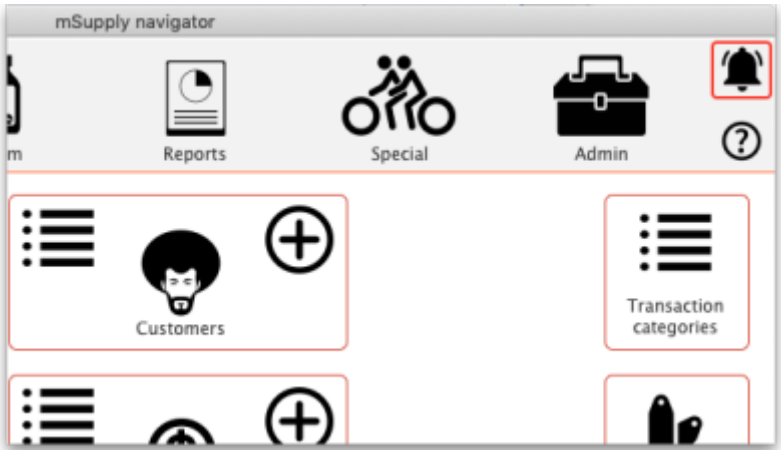 mSupply navigator
m
Reports
Special
Admin
Customers
Transaction
categories